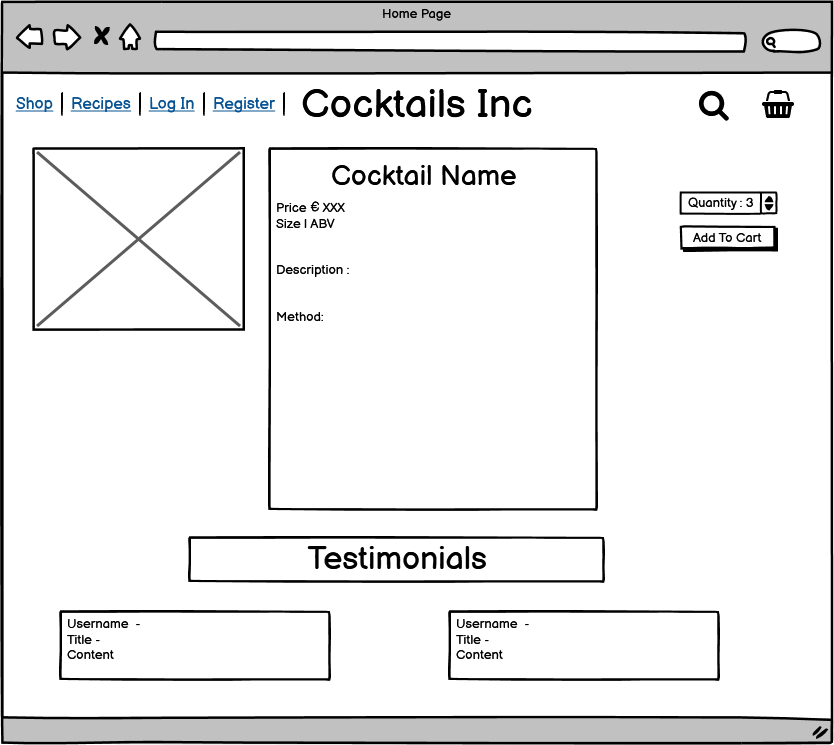 Home Page
Shop | Recipes | Log In | Register | Cocktails Inc
Cocktail Name
Price € XXX
Size | ABV
Description :
Method:
Quantity : 3
Add To Cart
Testimonials
Username -
Title -
Content
Username -
Title -
Content